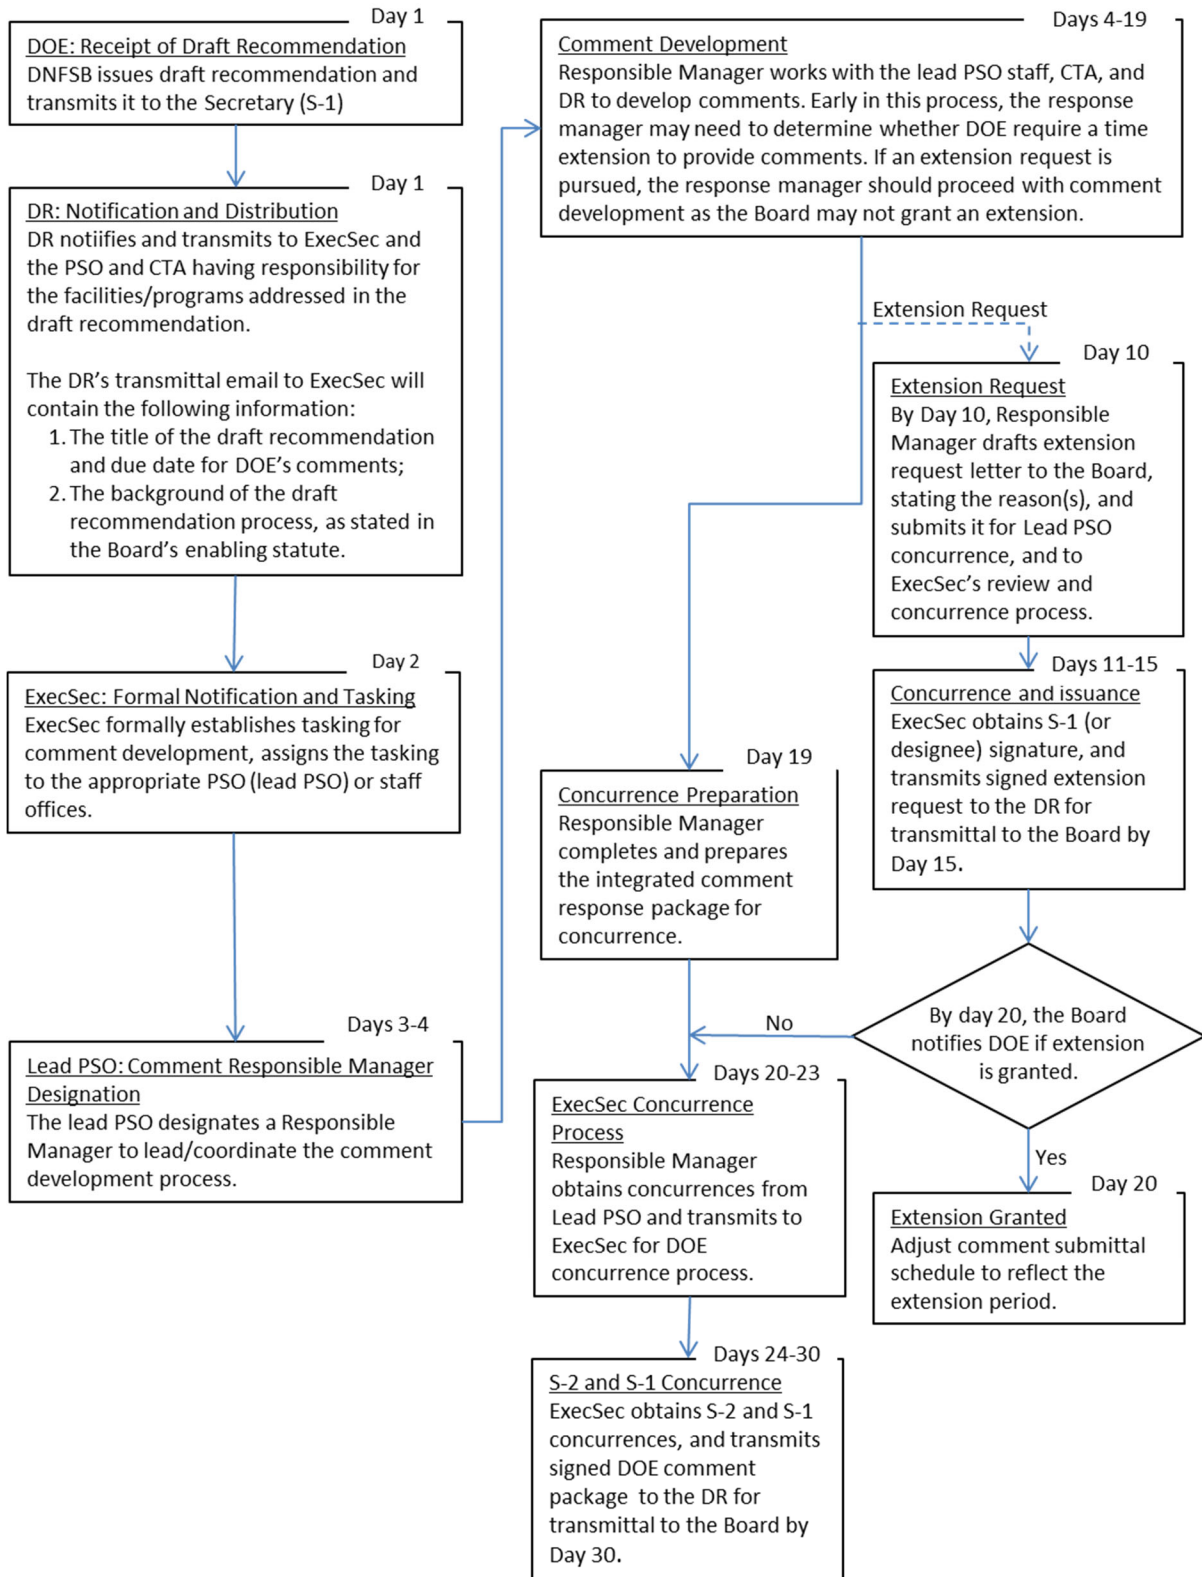 Day 1
DOE: Receipt of Draft Recommendation
DNFSB issues draft recommendation and
transmits it to the Secretary (S-1)
Day 1
DR: Notification and Distribution
DR notiifies and transmits to ExecSec and
the PSO and CTA having responsibility for
the facilities/programs addressed in the
draft recommendation.
The DR's transmittal email to ExecSec will
contain the following information:
1. The title of the draft recommendation
and due date for DOE's comments;
2. The background of the draft
recommendation process, as stated in
the Board's enabling statute.
Day 2
ExecSec: Formal Notification and Tasking
ExecSec formally establishes tasking for
comment development, assigns the tasking
to the appropriate PSO (lead PSO) or staff
offices.
Days 3-4
Lead PSO: Comment Responsible Manager
Designation
The lead PSO designates a Responsible
Manager to lead/coordinate the comment
development process.
Days 4-19
Comment Development
Responsible Manager works with the lead PSO staff, CTA, and
DR to develop comments. Early in this process, the response
manager may need to determine whether DOE require a time
extension to provide comments. If an extension request is
pursued, the response manager should proceed with comment
development as the Board may not grant an extension.
Extension Request
Day 10
Extension Request
By Day 10, Responsible
Manager drafts extension
request letter to the Board,
stating the reason(s), and
submits it for Lead PSO
concurrence, and to
ExecSec's review and
concurrence process.
Days 11-15
Concurrence and issuance
ExecSec obtains S-1 (or
designee) signature, and
transmits signed extension
request to the DR for
transmittal to the Board by
Day 15.
Day 19
Concurrence Preparation
Responsible Manager
completes and prepares
the integrated comment
response package for
concurrence.
By day 20, the Board
notifies DOE if extension
is granted.
No
Yes
Days 20-23
ExecSec Concurrence
Process
Responsible Manager
obtains concurrences from
Lead PSO and transmits to
ExecSec for DOE
concurrence process.
Day 20
Extension Granted
Adjust comment submittal
schedule to reflect the
extension period.
Days 24-30
S-2 and S-1 Concurrence
ExecSec obtains S-2 and S-1
concurrences, and transmits
signed DOE comment
package to the DR for
transmittal to the Board by
Day 30.